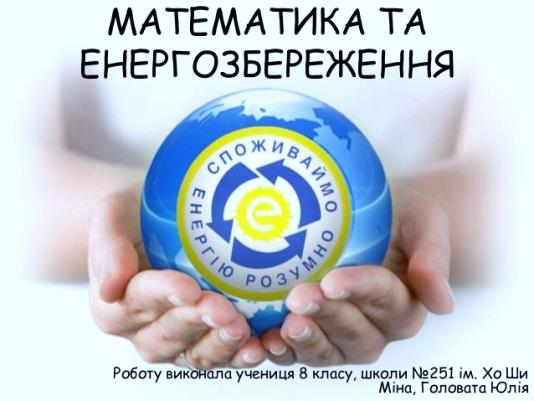 МАТЕМАТИКА ТА
ЕНЕРГОЗБЕРЕЖЕННЯ
СПОЖИВАЙМО
ЕНЕРГІЮ РОЗУМНО
е
Роботу виконала учениця 8 класу, школи №251 ім. Хо Ши
Міна, Головата Юлія